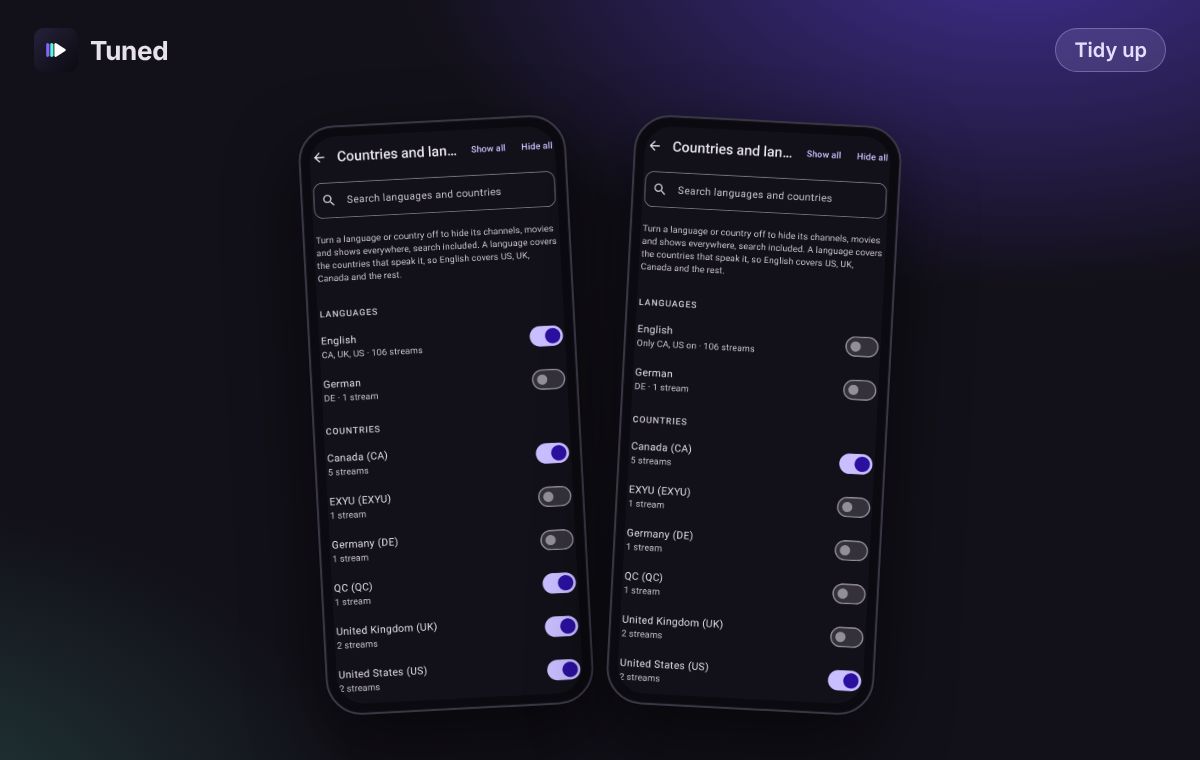 Tuned
Tidy up
Countries and lan...
Show all
Hide all
Search languages and countries
Turn a language or country off to hide its channels, movies
and shows everywhere, search included. A language covers
the countries that speak it, so English covers US, UK,
Canada and the rest.
LANGUAGES
English
CA, UK, US · 106 streams
German
DE · 1 stream
COUNTRIES
Canada (CA)
5 streams
EXYU (EXYU)
1 stream
Germany (DE)
1 stream
QC (QC)
1 stream
United Kingdom (UK)
2 streams
United States (US)
2 streams
Countries and lan...
Show all
Hide all
Search languages and countries
Turn a language or country off to hide its channels, movies
and shows everywhere, search included. A language covers
the countries that speak it, so English covers US, UK,
Canada and the rest.
LANGUAGES
English
Only CA, US on · 106 streams
German
DE · 1 stream
COUNTRIES
Canada (CA)
5 streams
EXYU (EXYU)
1 stream
Germany (DE)
1 stream
QC (QC)
1 stream
United Kingdom (UK)
2 streams
United States (US)
2 streams